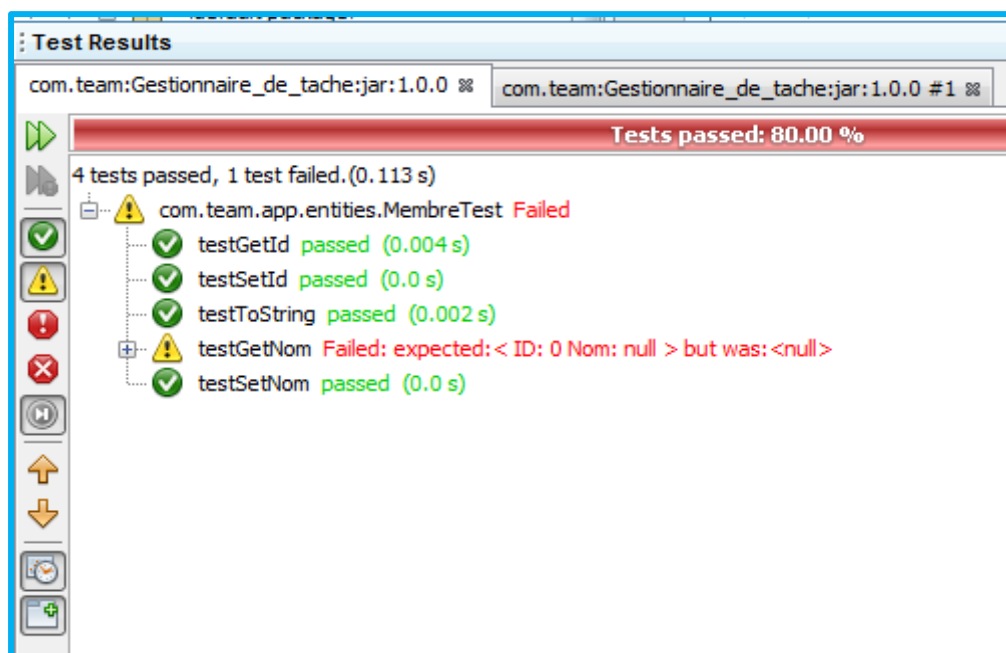 Test Results
com.team:Gestionnaire_de_tache:jar:1.0.0 com.team:Gestionnaire_de_tache:jar:1.0.0 #1
Tests passed: 80.00 %
4 tests passed, 1 test failed.(0.113 s)
com.team.app.entities.MembreTest Failed
testGetId passed (0.004 s)
testSetId passed (0.0 s)
testToString passed (0.002 s)
testGetNom Failed: expected:< ID: 0 Nom: null > but was:<null>
testSetNom passed (0.0 s)